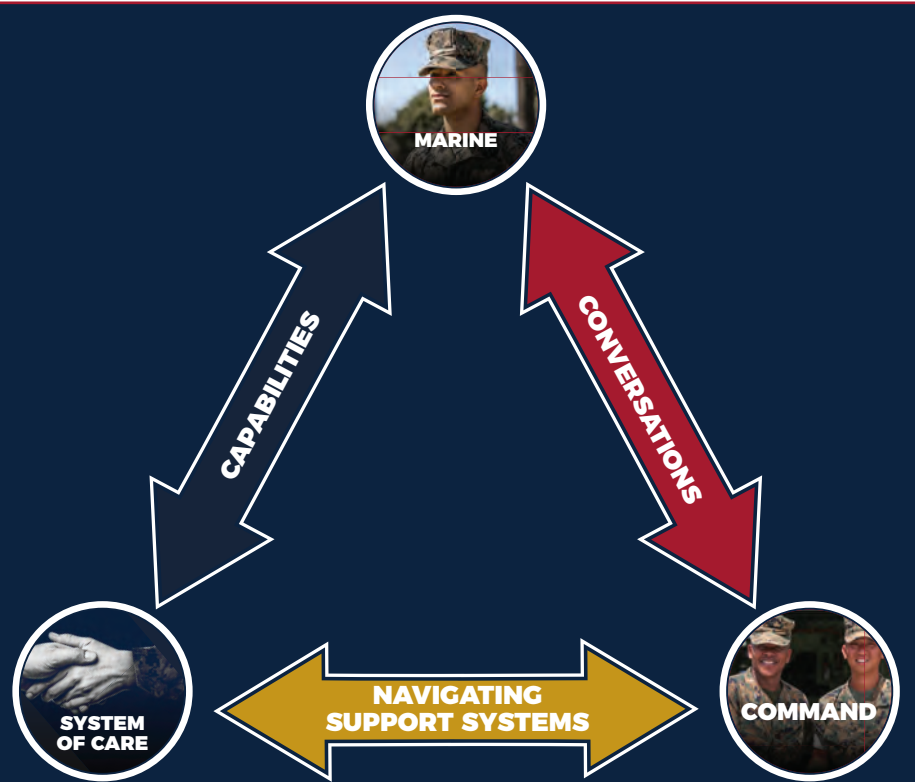 MARINE
CAPABILITIES
CONVERSATIONS
NAVIGATING
SUPPORT SYSTEMS
SYSTEM
OF CARE
COMMAND